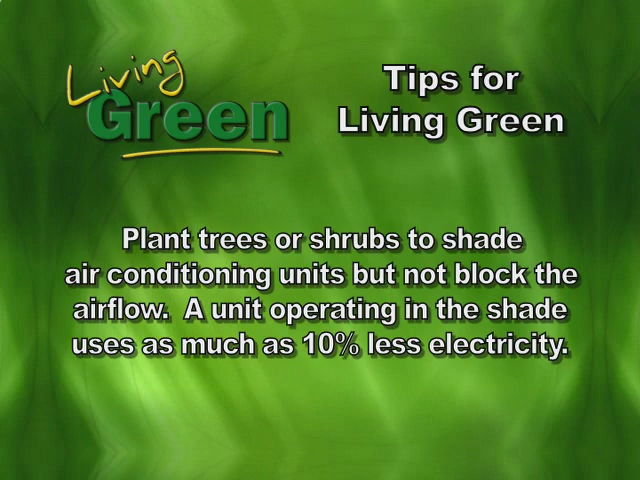 Living
Green
Tips for
Living Green
Plant trees or shrubs to shade
air conditioning units but not block the
airflow.  A unit operating in the shade
uses as much as 10% less electricity.